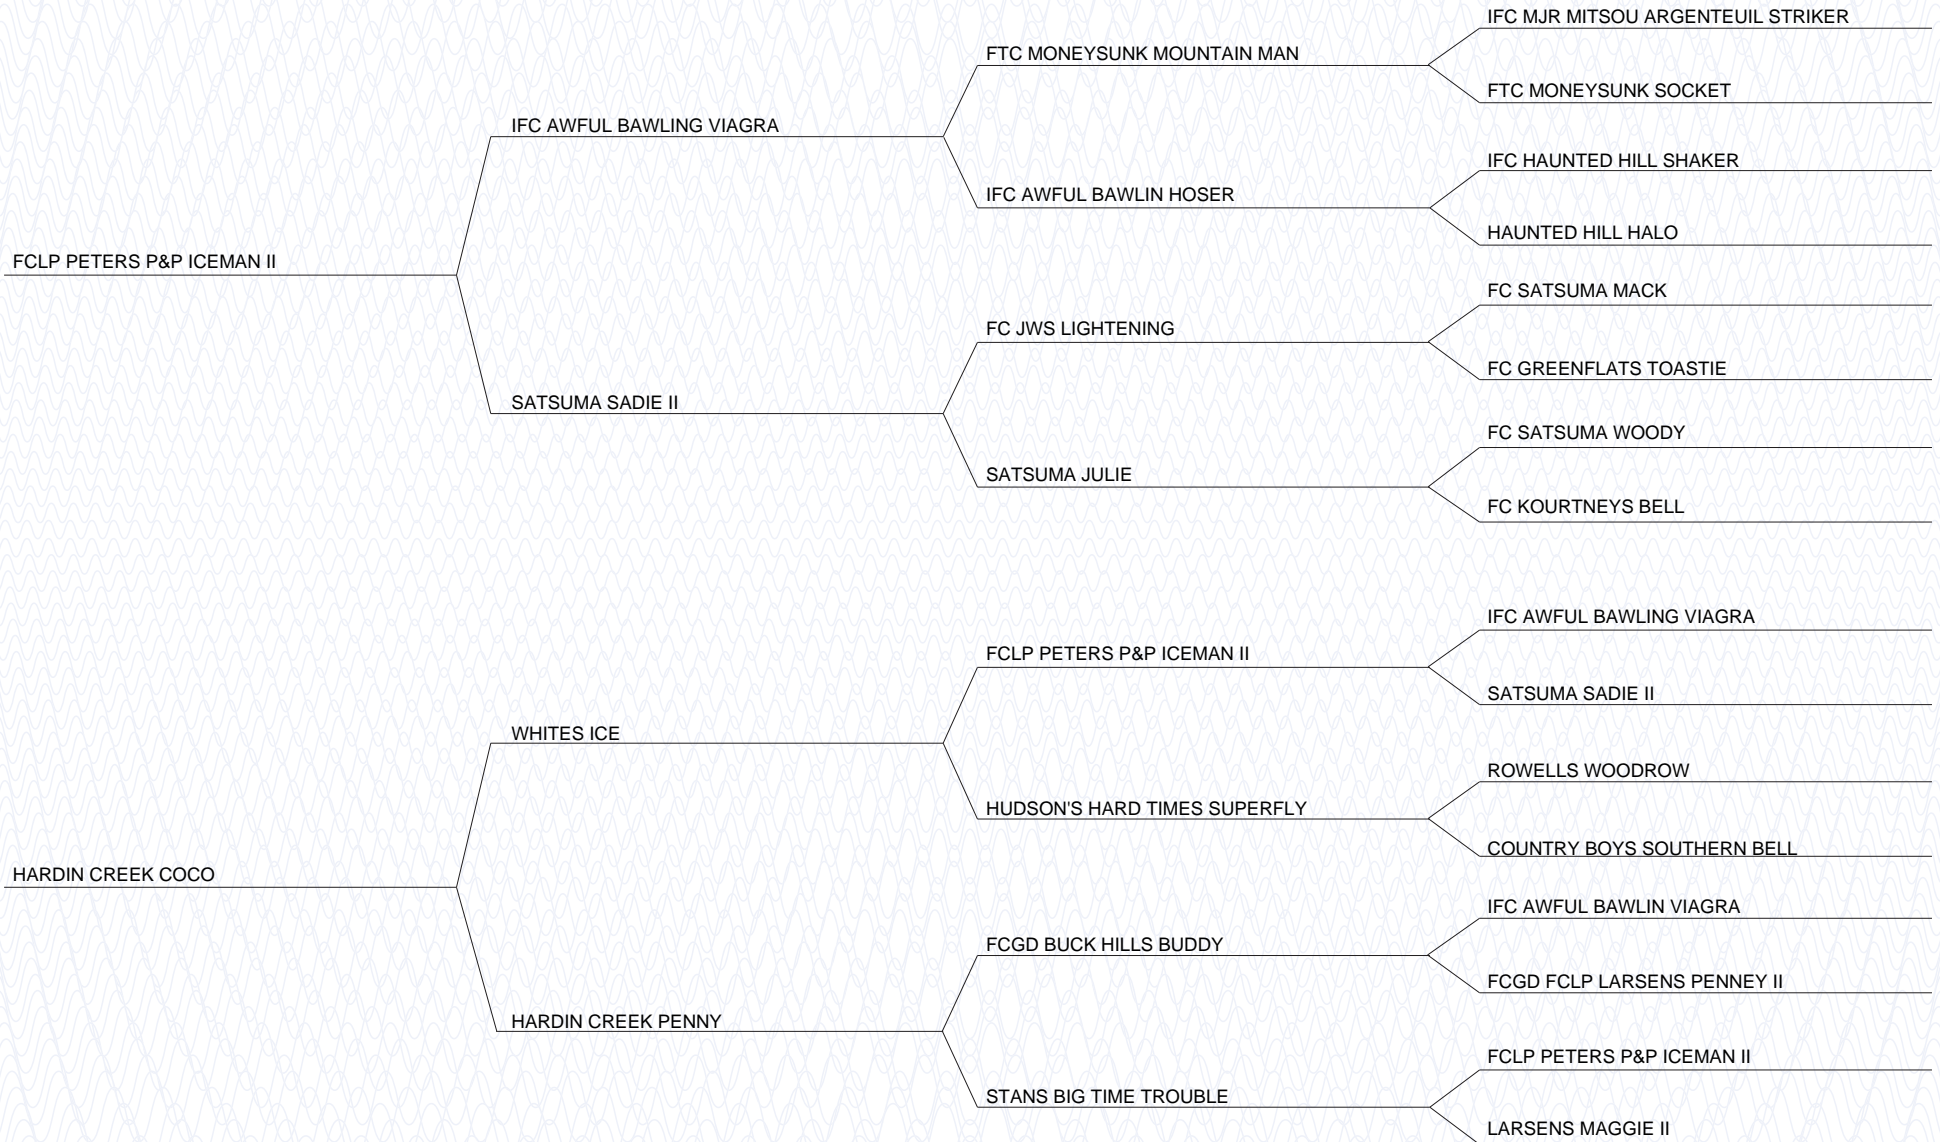 IFC MJR MITSOU ARGENTEUIL STRIKER
FTC MONEYSUNK MOUNTAIN MAN
FTC MONEYSUNK SOCKET
IFC AWFUL BAWLING VIAGRA
IFC HAUNTED HILL SHAKER
IFC AWFUL BAWLIN HOSER
HAUNTED HILL HALO
FCLP PETERS P&P ICEMAN II
FC SATSUMA MACK
FC JWS LIGHTENING
FC GREENFLATS TOASTIE
SATSUMA SADIE II
FC SATSUMA WOODY
SATSUMA JULIE
FC KOURTNEYS BELL
IFC AWFUL BAWLING VIAGRA
FCLP PETERS P&P ICEMAN II
SATSUMA SADIE II
WHITES ICE
ROWELLS WOODROW
HUDSON'S HARD TIMES SUPERFLY
COUNTRY BOYS SOUTHERN BELL
HARDIN CREEK COCO
IFC AWFUL BAWLIN VIAGRA
FCGD BUCK HILLS BUDDY
FCGD FCLP LARSENS PENNEY II
HARDIN CREEK PENNY
FCLP PETERS P&P ICEMAN II
STANS BIG TIME TROUBLE
LARSENS MAGGIE II